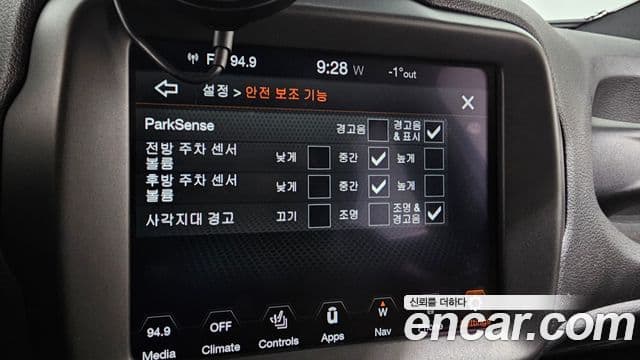 F 94.9 9:28 W -1°out
설정 > 안전 보조 기능
ParkSense 경고음 경고음 & 표시
전방 주차 센서 볼륨 낮게 중간 높게
후방 주차 센서 볼륨 낮게 중간 높게
사각지대 경고 끄기 조명 조명 & 경고음
94.9 OFF W
Media Climate Controls Apps Nav
신뢰를 더하다
encar.com